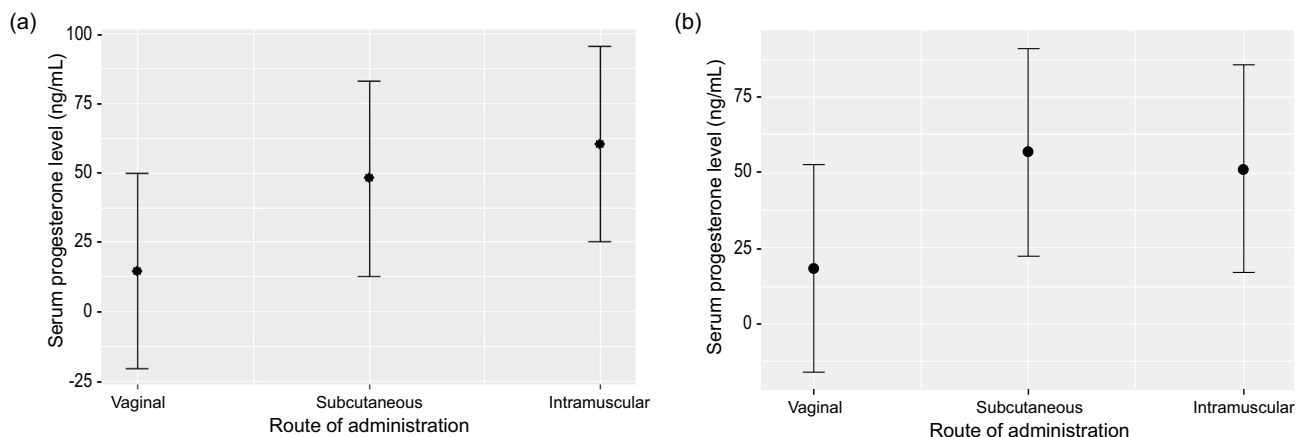 (a)
Serum progesterone level (ng/mL)
100
75
50
25
0
-25
Vaginal
Subcutaneous
Intramuscular
Route of administration
(b)
Serum progesterone level (ng/mL)
75
50
25
0
Vaginal
Subcutaneous
Intramuscular
Route of administration